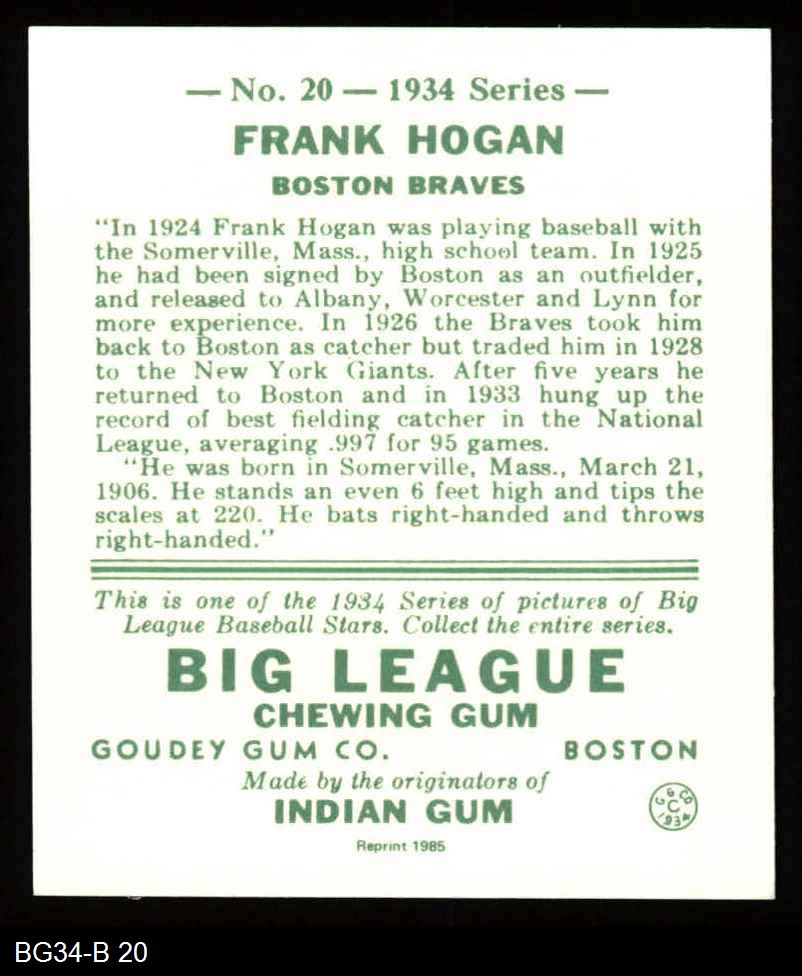 — No. 20 — 1934 Series —
FRANK HOGAN
BOSTON BRAVES
"In 1924 Frank Hogan was playing baseball with
the Somerville, Mass., high school team. In 1925
he had been signed by Boston as an outfielder,
and released to Albany, Worcester and Lynn for
more experience. In 1926 the Braves took him
back to Boston as catcher but traded him in 1928
to the New York Giants. After five years he
returned to Boston and in 1933 hung up the
record of best fielding catcher in the National
League, averaging .997 for 95 games.
"He was born in Somerville, Mass., March 21,
1906. He stands an even 6 feet high and tips the
scales at 220. He bats right-handed and throws
right-handed."
This is one of the 1934 Series of pictures of Big
League Baseball Stars. Collect the entire series.
BIG LEAGUE
CHEWING GUM
GOUDEY GUM CO. BOSTON
Made by the originators of
INDIAN GUM
G G CO
C
1934
Reprint 1985
BG34-B 20